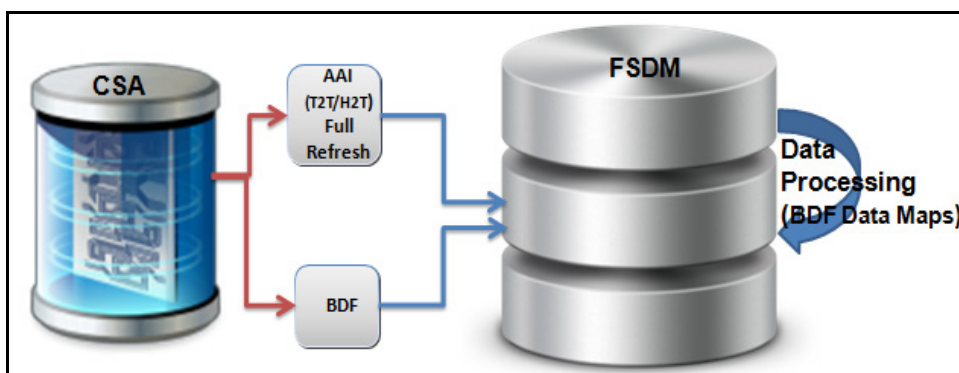 CSA
AAI
(T2T/H2T)
Full
Refresh
BDF
FSDM
Data
Processing
(BDF Data Maps)